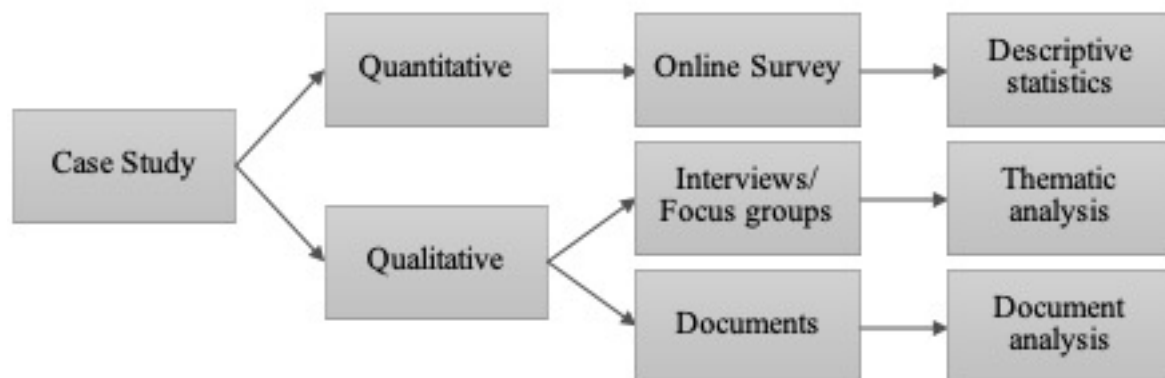 Case Study
Quantitative
Online Survey
Descriptive
statistics
Qualitative
Interviews/
Focus groups
Thematic
analysis
Documents
Document
analysis